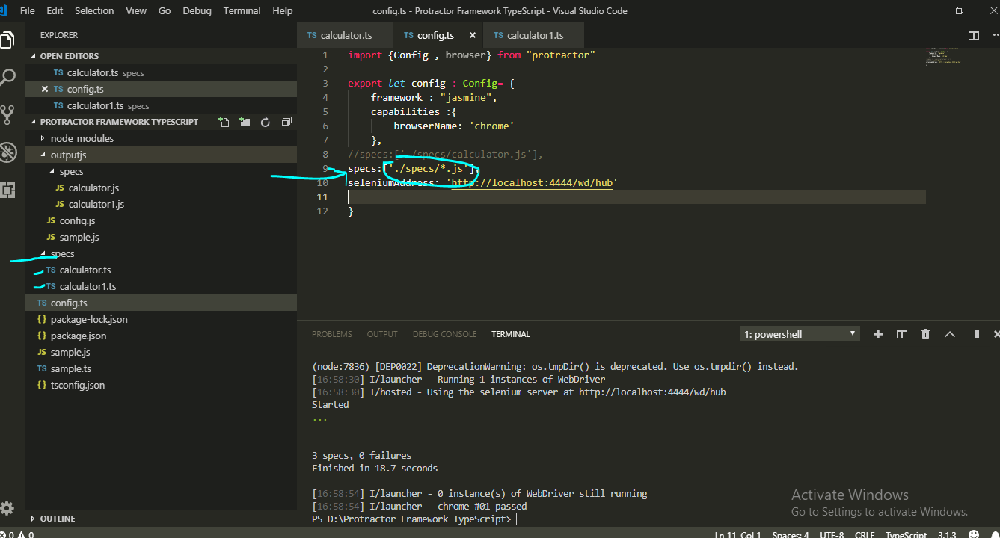 File Edit Selection View Go Debug Terminal Help config.ts - Protractor Framework TypeScript - Visual Studio Code
EXPLORER
OPEN EDITORS
TS calculator.ts specs
× config.ts
TS calculator1.ts specs
PROTRACTOR FRAMEWORK TYPESCRIPT
node_modules
outputjs
specs
JS calculator.js
JS calculator1.js
JS config.js
JS sample.js
specs
TS calculator.ts
TS calculator1.ts
TS config.ts
{} package-lock.json
{} package.json
JS sample.js
TS sample.ts
{} tsconfig.json
OUTLINE
TS calculator.ts TS config.ts × TS calculator1.ts
1 import {Config , browser} from "protractor"
2
3 export let config : Config= {
4 framework : "jasmine",
5 capabilities :{
6 browserName: 'chrome'
7 },
8 //specs:['./specs/calculator.js'],
9 specs:['./specs/*.js'],
10 seleniumAddress: 'http://localhost:4444/wd/hub'
11
12 }
PROBLEMS OUTPUT DEBUG CONSOLE TERMINAL 1: powershell
(node:7836) [DEP0022] DeprecationWarning: os.tmpDir() is deprecated. Use os.tmpdir() instead.
[16:58:30] I/launcher - Running 1 instances of WebDriver
[16:58:30] I/hosted - Using the selenium server at http://localhost:4444/wd/hub
Started
...
3 specs, 0 failures
Finished in 18.7 seconds
[16:58:54] I/launcher - 0 instance(s) of WebDriver still running
[16:58:54] I/launcher - chrome #01 passed
PS D:\Protractor Framework TypeScript>
Activate Windows
Go to Settings to activate Windows.
0 0 Ln 11, Col 1 Spaces: 4 UTF-8 CRLF TypeScript 3.1.3